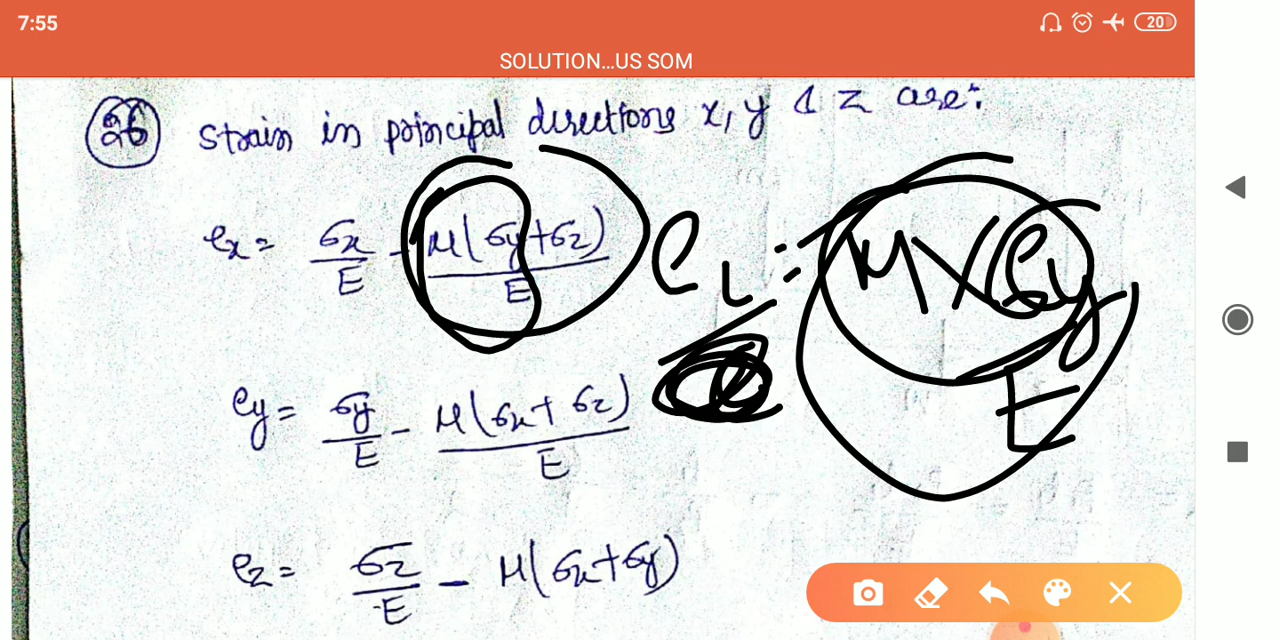 7:55
20
SOLUTION...US SOM
26 Strain in principal directions x, y & z are:
ex = σx/E - μ(σy+σz)/E
eL = μ × (σy)/E
ey = σy/E - μ(σx+σz)/E
ez = σz/E - μ(σx+σy)